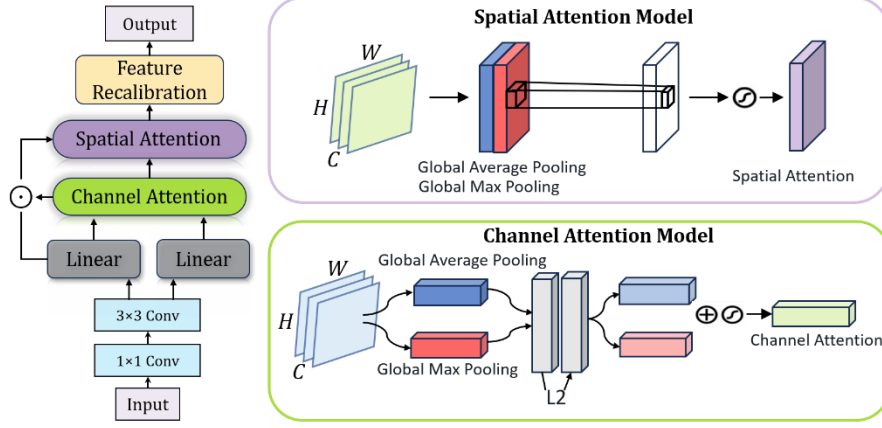 Output
Feature
Recalibration
Spatial Attention
Channel Attention
Linear
Linear
3×3 Conv
1×1 Conv
Input
Spatial Attention Model
W
H
C
Global Average Pooling
Global Max Pooling
Spatial Attention
Channel Attention Model
W
H
C
Global Average Pooling
Global Max Pooling
L2
Channel Attention